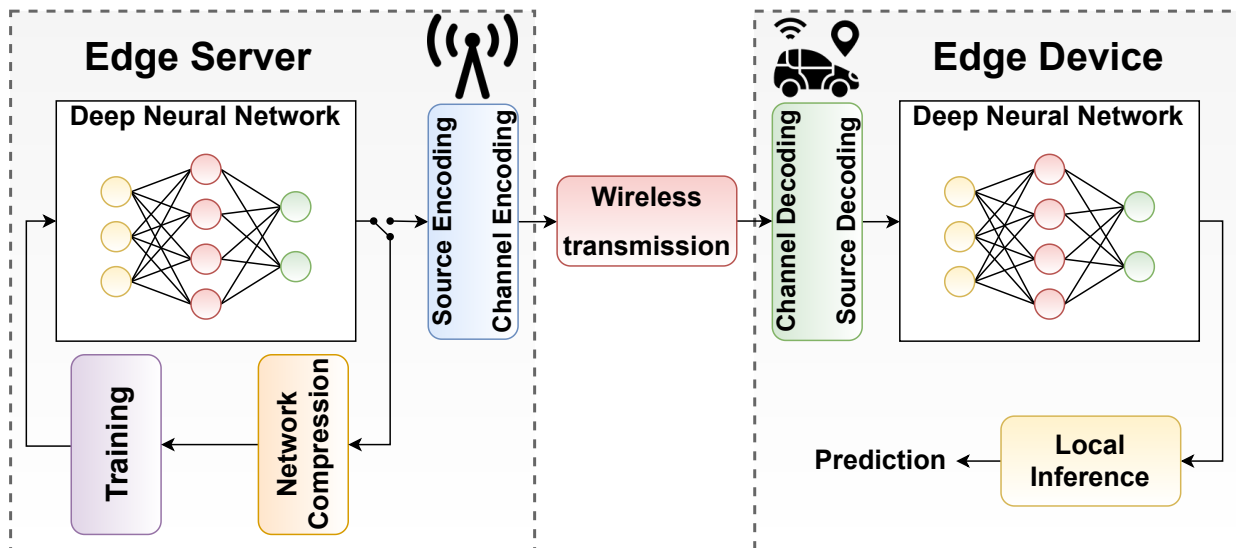 Edge Server
Deep Neural Network
Source Encoding
Channel Encoding
Training
Network
Compression
Wireless
transmission
Edge Device
Channel Decoding
Source Decoding
Deep Neural Network
Local
Inference
Prediction